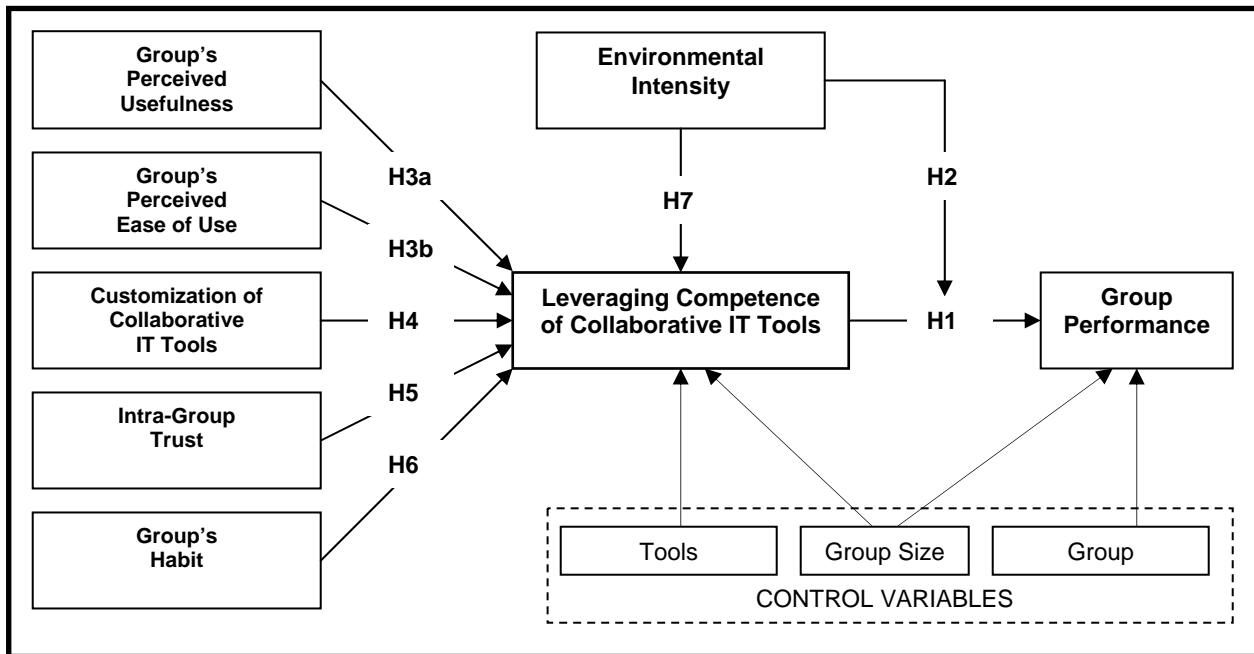 Group's
Perceived
Usefulness
Group's
Perceived
Ease of Use
Customization of
Collaborative
IT Tools
Intra-Group
Trust
Group's
Habit
H3a
H3b
H4
H5
H6
Environmental
Intensity
H7
H2
Leveraging Competence
of Collaborative IT Tools
H1
Group
Performance
Tools
Group Size
Group
CONTROL VARIABLES